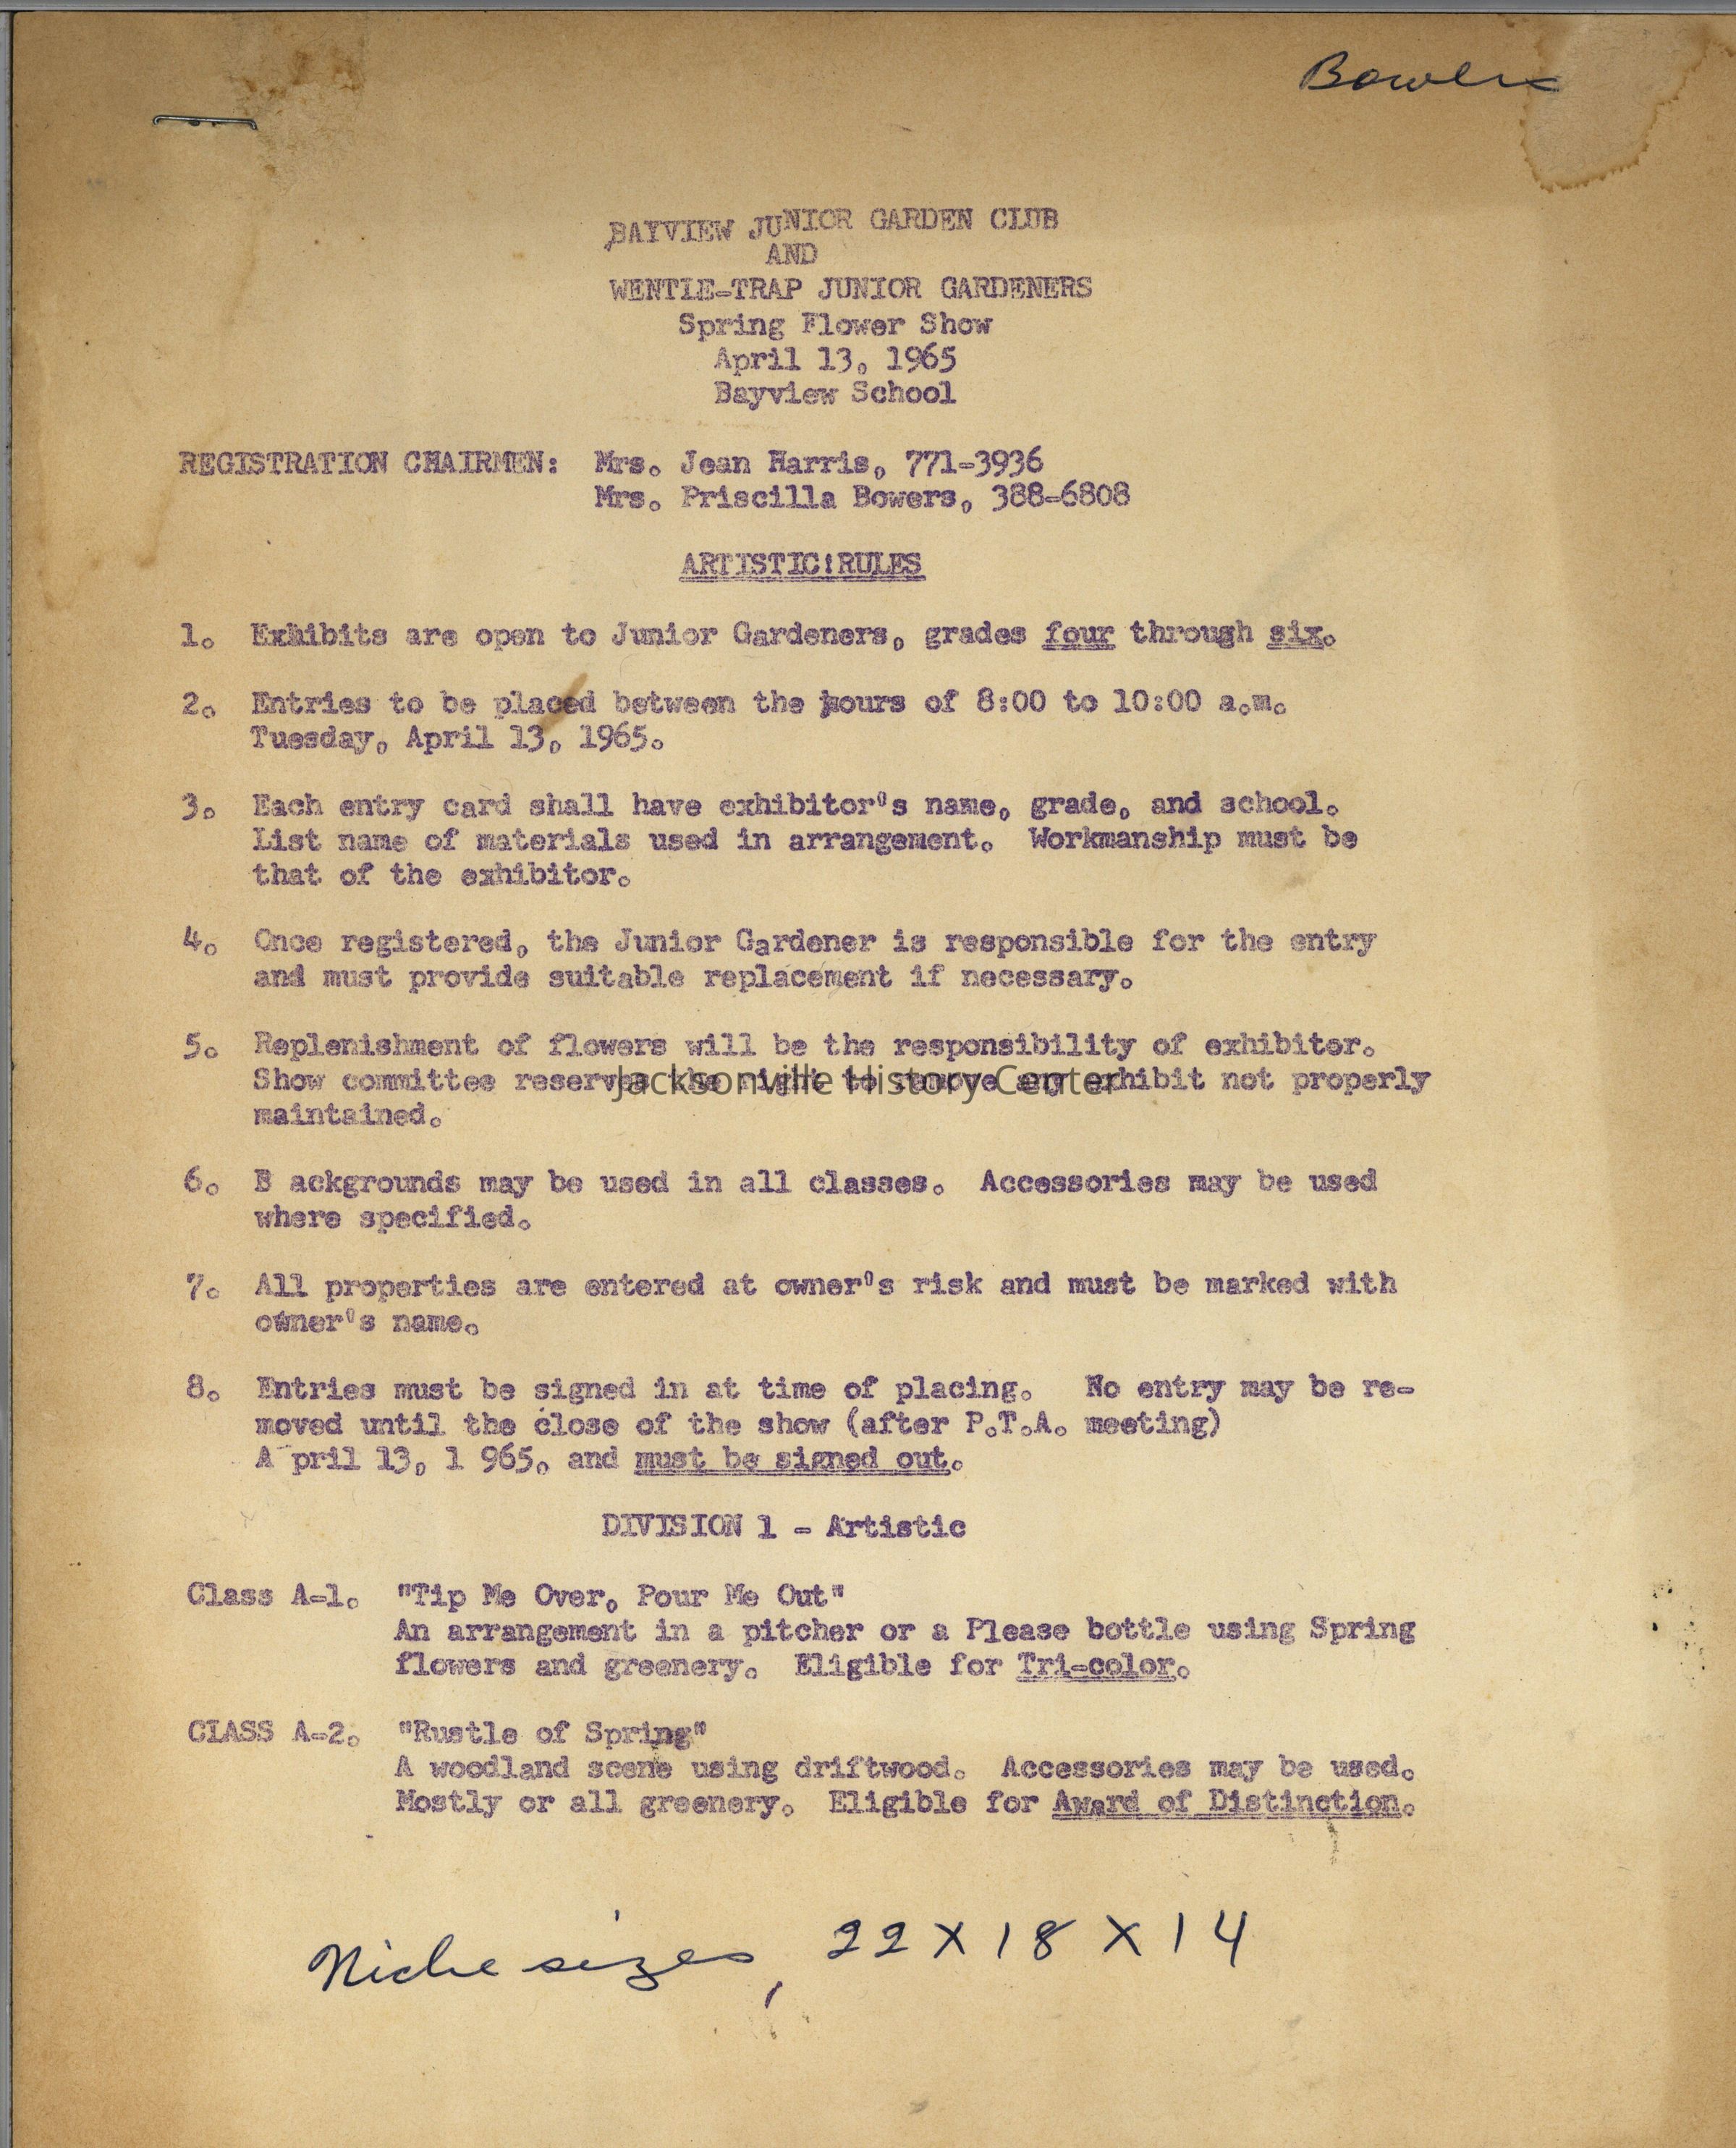 Bowers
BAYVIEW JUNIOR GARDEN CLUB
AND
WENTLE-TRAP JUNIOR GARDENERS
Spring Flower Show
April 13, 1965
Bayview School
REGISTRATION CHAIRMEN: Mrs. Jean Harris, 771-3936
Mrs. Priscilla Bowers, 388-6808
ARTISTIC:RULES
1. Exhibits are open to Junior Gardeners, grades four through six.
2. Entries to be placed between the hours of 8:00 to 10:00 a.m.
Tuesday, April 13, 1965.
3. Each entry card shall have exhibitor's name, grade, and school.
List name of materials used in arrangement. Workmanship must be
that of the exhibitor.
4. Once registered, the Junior Gardener is responsible for the entry
and must provide suitable replacement if necessary.
5. Replenishment of flowers will be the responsibility of exhibitor.
Show committee reserves the right to remove any exhibit not properly
Jacksonville History Center
maintained.
6. B ackgrounds may be used in all classes. Accessories may be used
where specified.
7. All properties are entered at owner's risk and must be marked with
owner's name.
8. Entries must be signed in at time of placing. No entry may be re-
moved until the close of the show (after P.T.A. meeting)
A pril 13, 1 965, and must be signed out.
DIVISION 1 - Artistic
Class A-1. "Tip Me Over, Pour Me Out"
An arrangement in a pitcher or a Please bottle using Spring
flowers and greenery. Eligible for Tri-color.
CLASS A-2. "Rustle of Spring"
A woodland scene using driftwood. Accessories may be used.
Mostly or all greenery. Eligible for Award of Distinction.
Niche sizes, 22 X 18 X 14